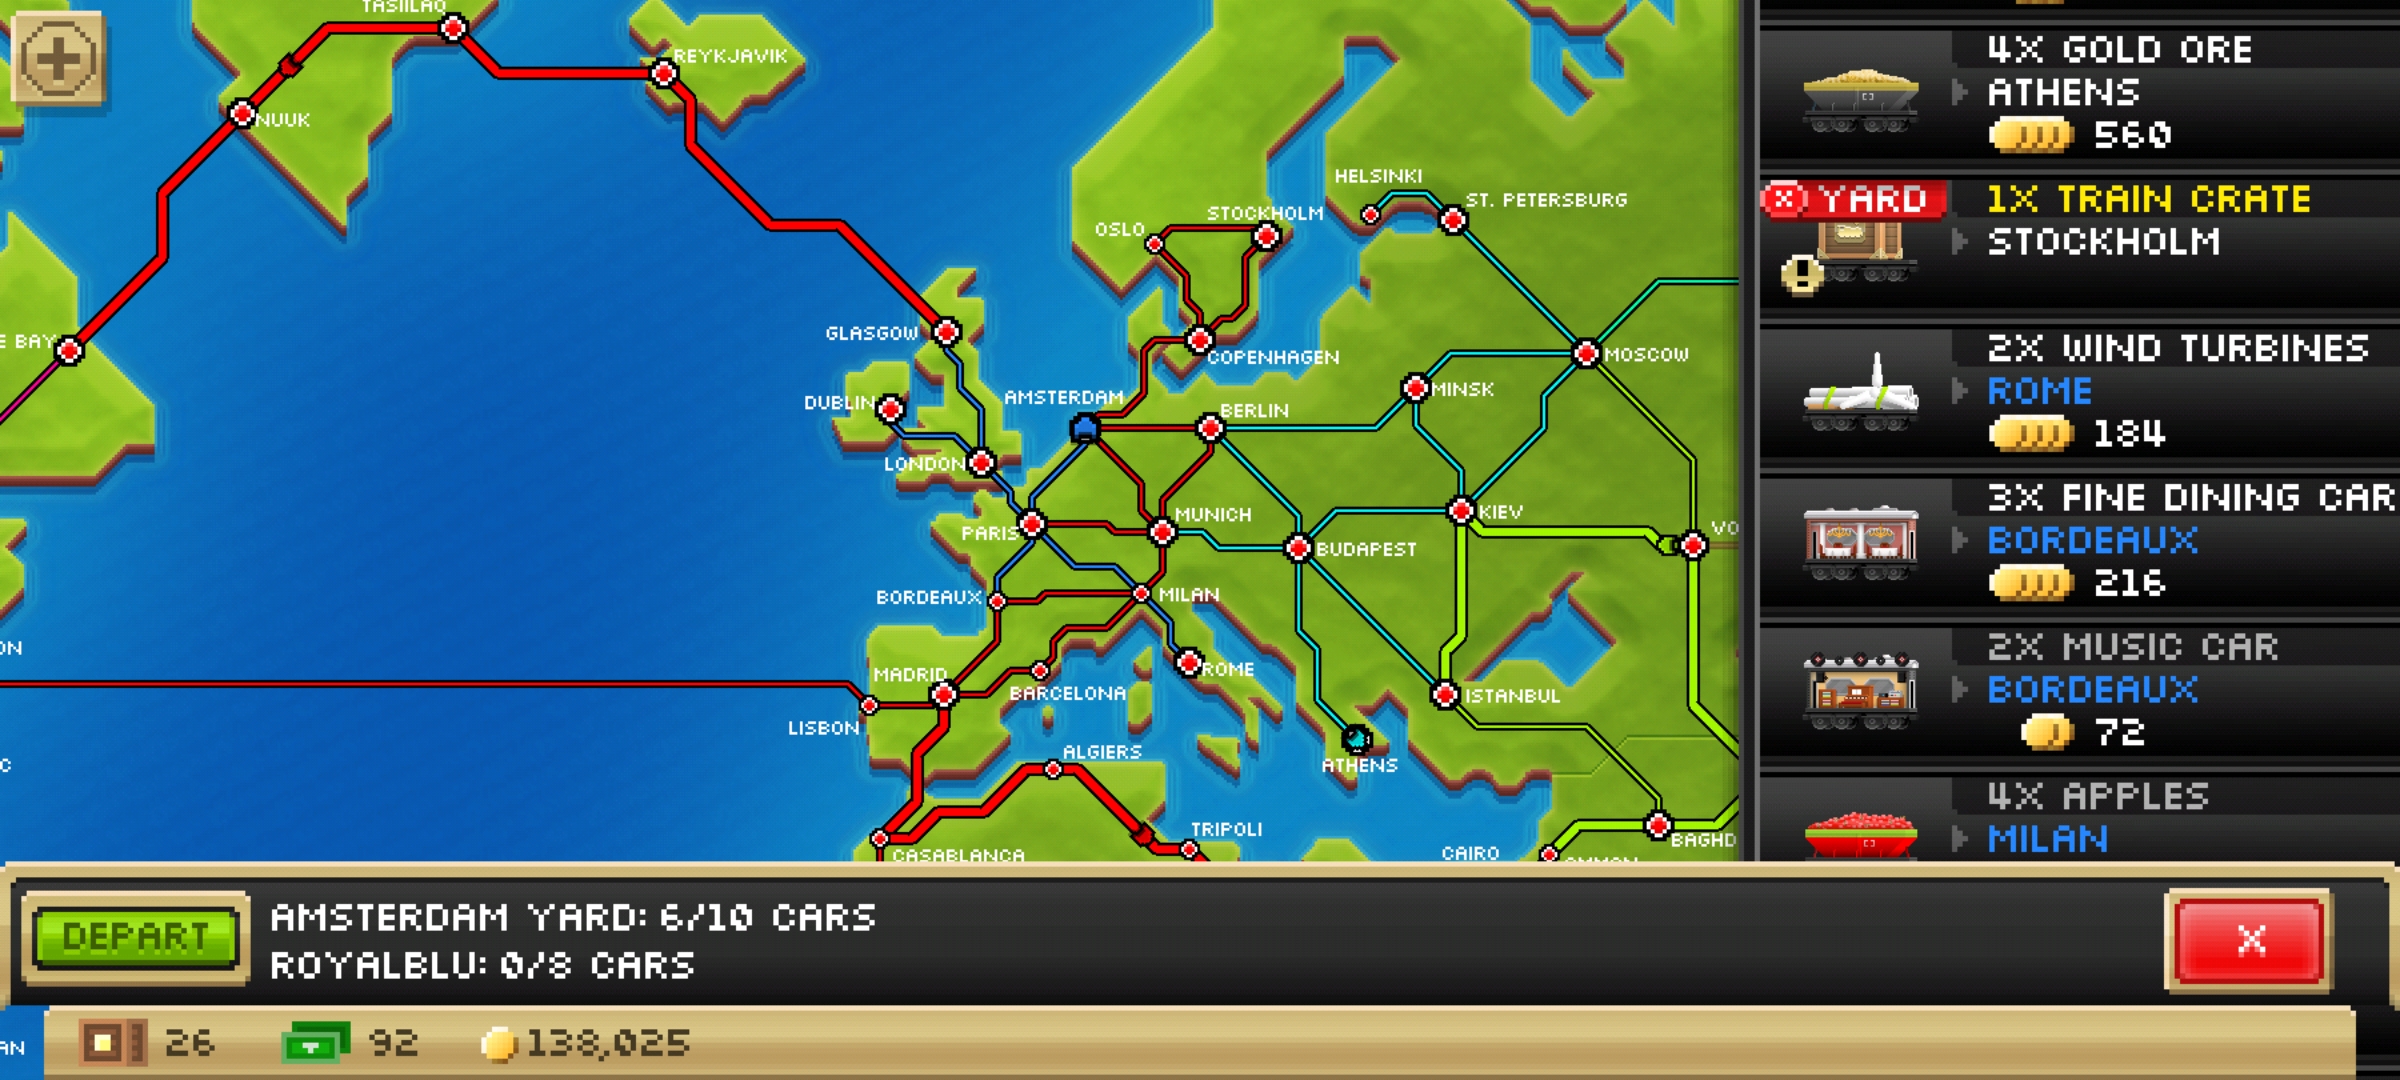 TASIILAQ
REYKJAVIK
NUUK
HELSINKI
ST. PETERSBURG
STOCKHOLM
OSLO
GLASGOW
E BAY
COPENHAGEN
MOSCOW
MINSK
AMSTERDAM
DUBLIN
BERLIN
LONDON
MUNICH
KIEV
VO
PARIS
BUDAPEST
BORDEAUX
MILAN
ON
MADRID
ROME
BARCELONA
ISTANBUL
LISBON
ALGIERS
C
ATHENS
TRIPOLI
BAGHD
CASABLANCA
CAIRO
AMMAN
4X GOLD ORE
ATHENS
560
YARD
1X TRAIN CRATE
STOCKHOLM
2X WIND TURBINES
ROME
184
3X FINE DINING CAR
BORDEAUX
216
2X MUSIC CAR
BORDEAUX
72
4X APPLES
MILAN
DEPART
AMSTERDAM YARD: 6/10 CARS
ROYALBLU: 0/8 CARS
X
AN
26
92
138,025